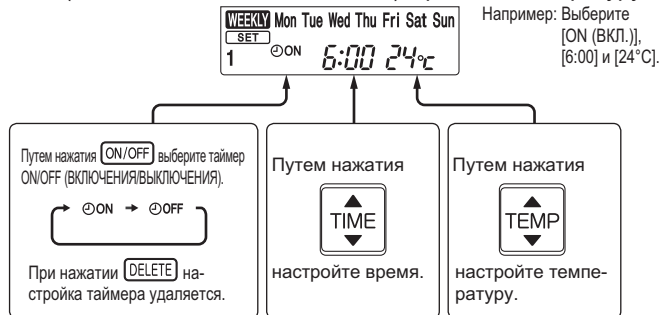 WEEKLY Mon Tue Wed Thu Fri Sat Sun
SET
1 ON 6:00 24°C
Например: Выберите
[ON (ВКЛ.)],
[6:00] и [24°C].
Путем нажатия ON/OFF выберите таймер
ON/OFF (ВКЛЮЧЕНИЯ/ВЫКЛЮЧЕНИЯ).
ON → OFF
При нажатии DELETE на-
стройка таймера удаляется.
Путем нажатия
TIME
настройте время.
Путем нажатия
TEMP
настройте темпе-
ратуру.